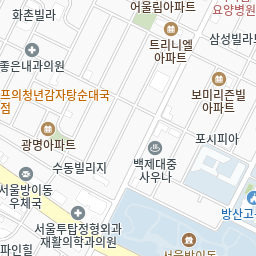 화촌빌라
어울림아파트
요양병원
트리니엘
아파트
삼성빌라
좋은내과의원
보미리즌빌
아파트
프의청년감자탕순대국
점
광명아파트
포시피아
수동빌리지
백제대중
사우나
서울방이동
우체국
방산고
서울투탑정형외과
재활의학과의원
서울방이동
파인힐